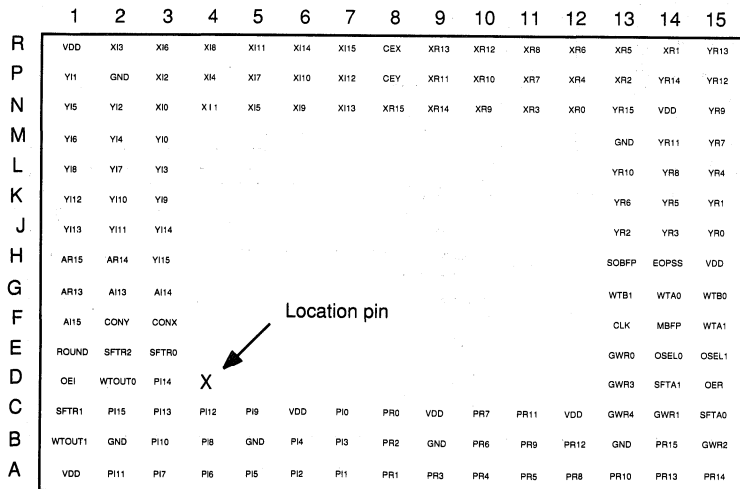 1 2 3 4 5 6 7 8 9 10 11 12 13 14 15
R VDD XI3 XI6 XI8 XI11 XI14 XI15 CEX XR13 XR12 XR8 XR6 XR5 XR1 YR13
P YI1 GND XI2 XI4 XI7 XI10 XI12 CEY XR11 XR10 XR7 XR4 XR2 YR14 YR12
N YI5 YI2 XI0 XI1 XI5 XI9 XI13 XR15 XR14 XR9 XR3 XR0 YR15 VDD YR9
M YI6 YI4 YI0 GND YR11 YR7
L YI8 YI7 YI3 YR10 YR8 YR4
K YI12 YI10 YI9 YR6 YR5 YR1
J YI13 YI11 YI14 YR2 YR3 YR0
H AR15 AR14 YI15 SOBFP EOPSS VDD
G AR13 AI13 AI14 WTB1 WTA0 WTB0
F AI15 CONY CONX Location pin CLK MBFP WTA1
E ROUND SFTR2 SFTR0 GWR0 OSEL0 OSEL1
D OEI WTOUT0 PI14 X GWR3 SFTA1 OER
C SFTR1 PI15 PI13 PI12 PI9 VDD PI0 PR0 VDD PR7 PR11 VDD GWR4 GWR1 SFTA0
B WTOUT1 GND PI10 PI8 GND PI4 PI3 PR2 GND PR6 PR9 PR12 GND PR15 GWR2
A VDD PI11 PI7 PI6 PI5 PI2 PI1 PR1 PR3 PR4 PR5 PR8 PR10 PR13 PR14